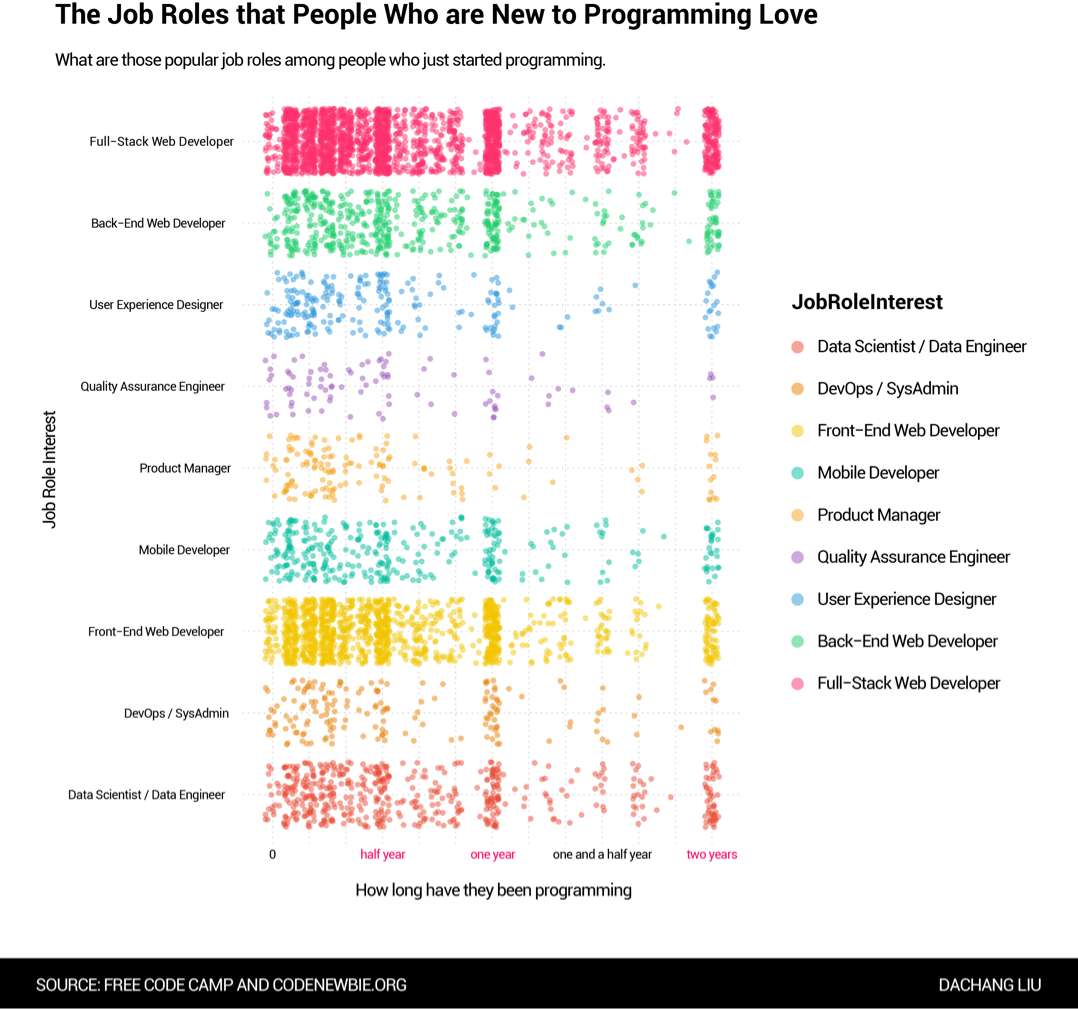 The Job Roles that People Who are New to Programming Love
What are those popular job roles among people who just started programming.
Job Role Interest
Full-Stack Web Developer
Back-End Web Developer
User Experience Designer
Quality Assurance Engineer
Product Manager
Mobile Developer
Front-End Web Developer
DevOps / SysAdmin
Data Scientist / Data Engineer
0
half year
one year
one and a half year
two years
How long have they been programming
JobRoleInterest
Data Scientist / Data Engineer
DevOps / SysAdmin
Front-End Web Developer
Mobile Developer
Product Manager
Quality Assurance Engineer
User Experience Designer
Back-End Web Developer
Full-Stack Web Developer
SOURCE: FREE CODE CAMP AND CODENEWBIE.ORG
DACHANG LIU